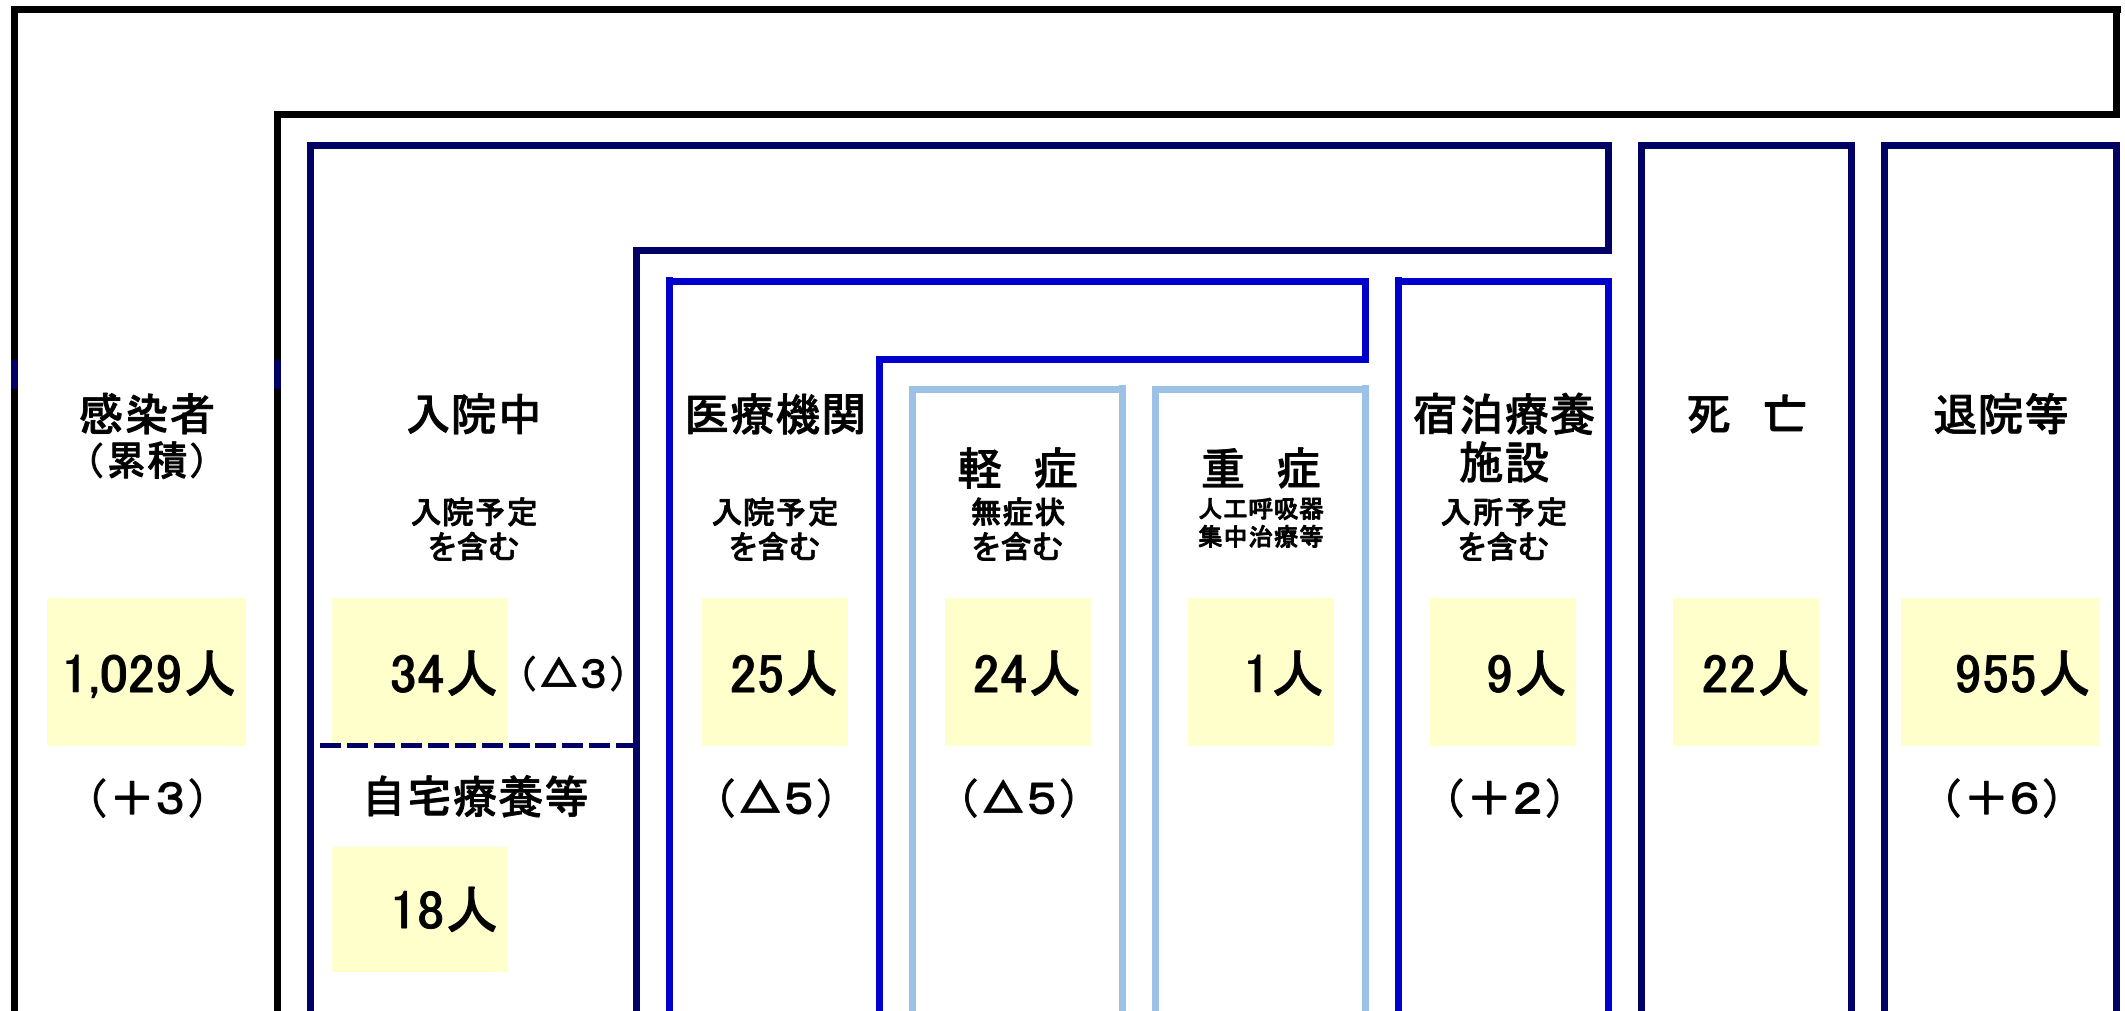 感染者
（累積）
1,029人
（＋3）
入院中
入院予定
を含む
34人
（△3）
自宅療養等
18人
医療機関
入院予定
を含む
25人
（△5）
軽　症
無症状
を含む
24人
（△5）
重　症
人工呼吸器
集中治療等
1人
宿泊療養
施設
入所予定
を含む
9人
（＋2）
死　亡
22人
退院等
955人
（＋6）